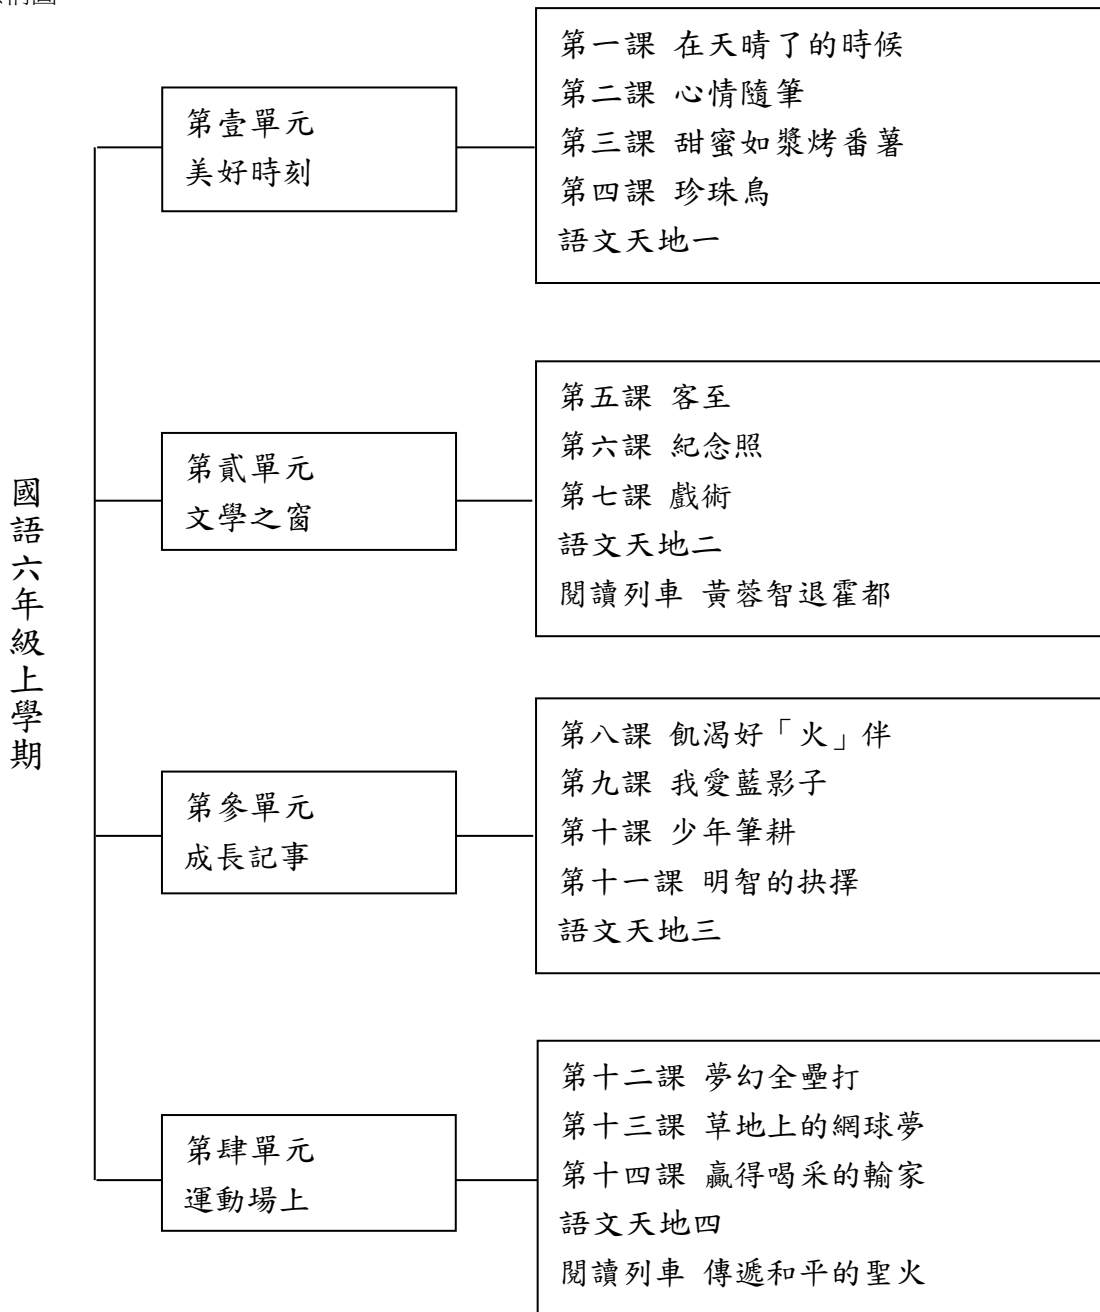 國語六年級上學期
第壹單元
美好時刻
第一課 在天晴了的時候
第二課 心情隨筆
第三課 甜蜜如漿烤番薯
第四課 珍珠鳥
語文天地一
第貳單元
文學之窗
第五課 客至
第六課 紀念照
第七課 戲術
語文天地二
閱讀列車 黃蓉智退霍都
第參單元
成長記事
第八課 飢渴好「火」伴
第九課 我愛藍影子
第十課 少年筆耕
第十一課 明智的抉擇
語文天地三
第肆單元
運動場上
第十二課 夢幻全壘打
第十三課 草地上的網球夢
第十四課 贏得喝采的輸家
語文天地四
閱讀列車 傳遞和平的聖火